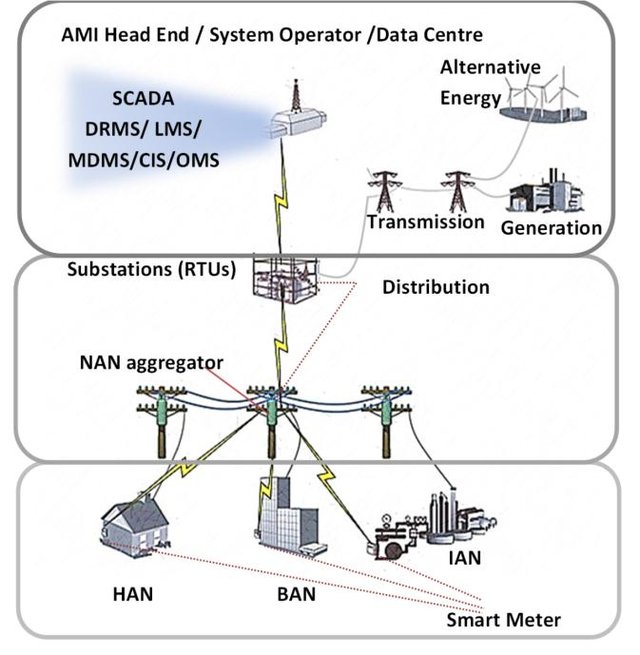 AMI Head End / System Operator /Data Centre
Alternative
Energy
SCADA
DRMS/ LMS/
MDMS/CIS/OMS
Transmission
Generation
Substations (RTUs)
Distribution
NAN aggregator
IAN
HAN
BAN
Smart Meter